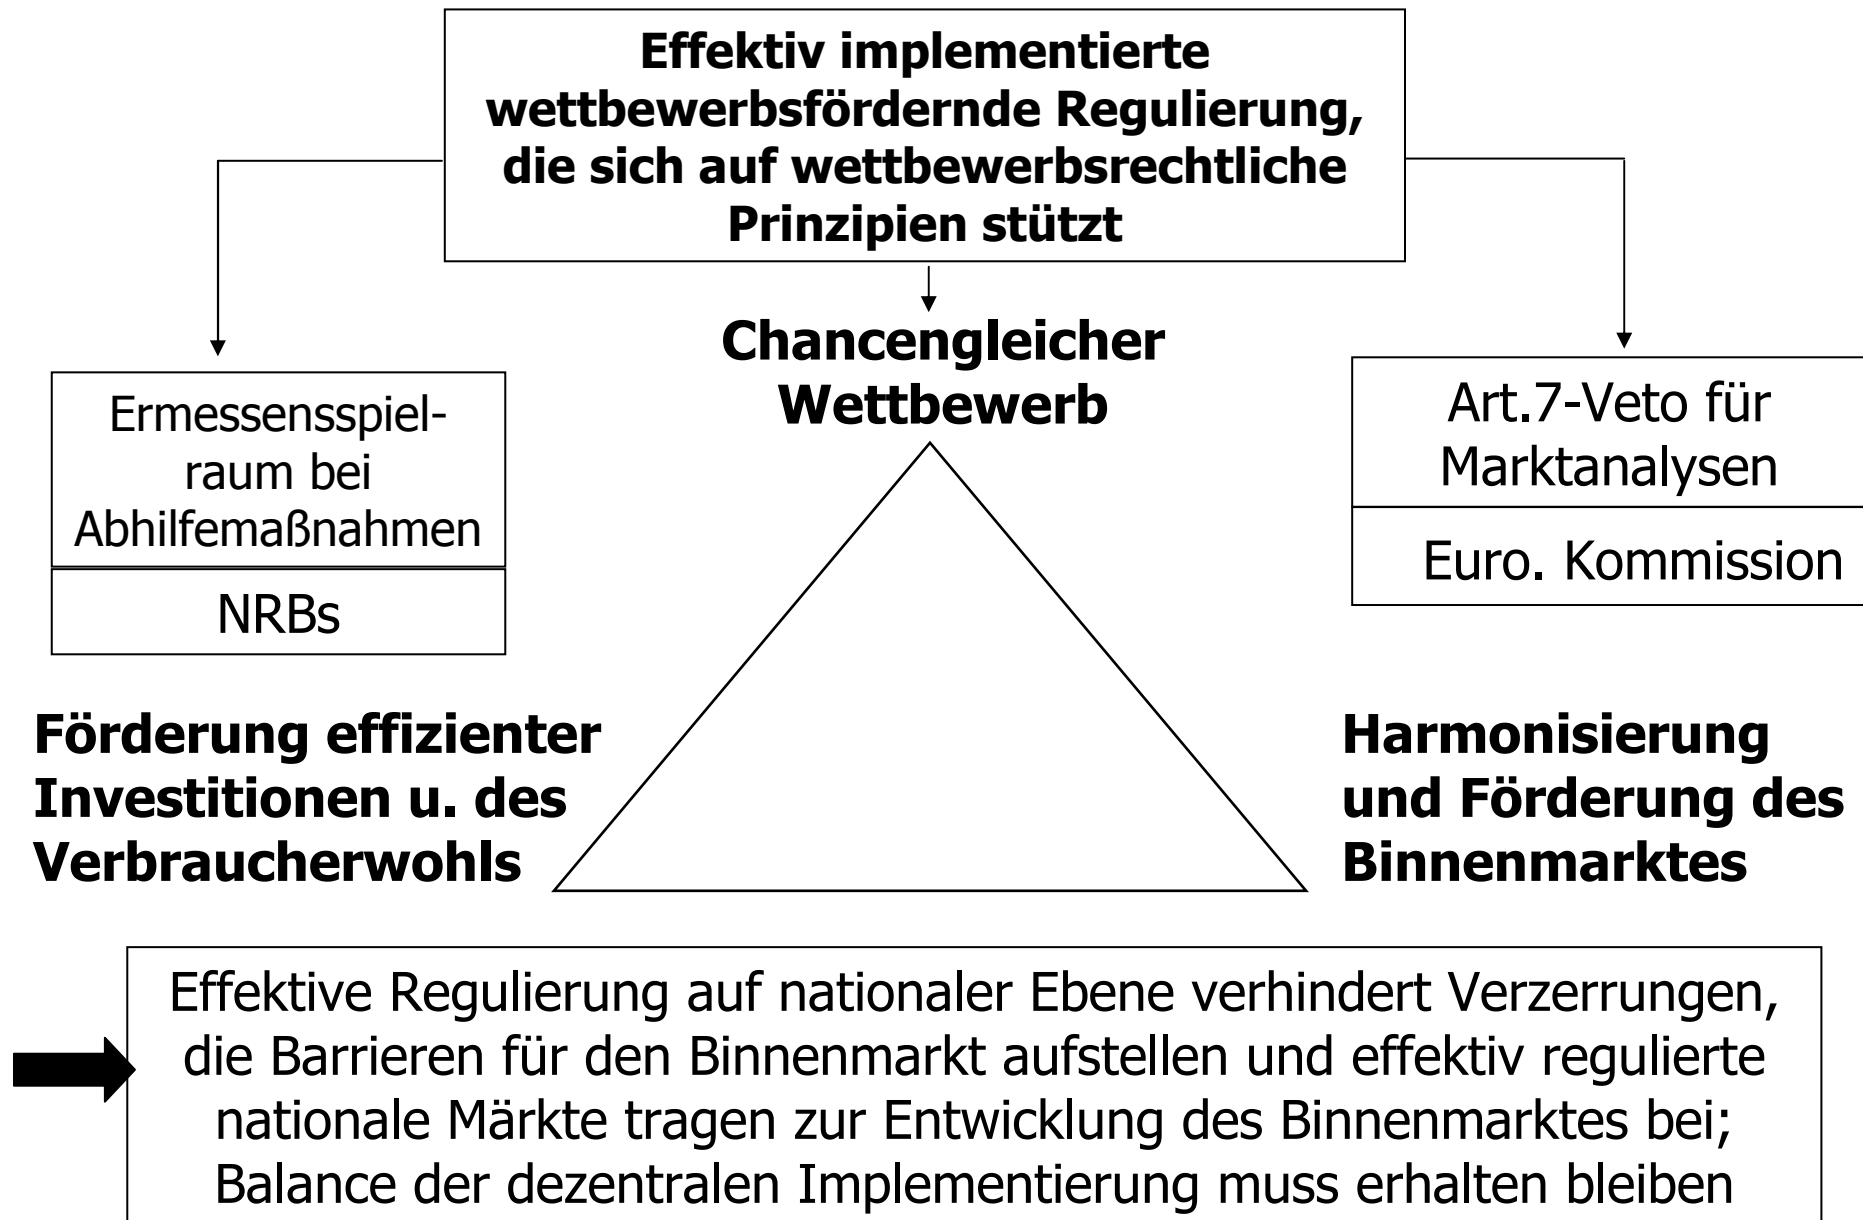 Effektiv implementierte
wettbewerbsfördernde Regulierung,
die sich auf wettbewerbsrechtliche
Prinzipien stützt
Chancengleicher
Wettbewerb
Ermessensspiel-
raum bei
Abhilfemaßnahmen
NRBs
Art.7-Veto für
Marktanalysen
Euro. Kommission
Förderung effizienter
Investitionen u. des
Verbraucherwohls
Harmonisierung
und Förderung des
Binnenmarktes
Effektive Regulierung auf nationaler Ebene verhindert Verzerrungen,
die Barrieren für den Binnenmarkt aufstellen und effektiv regulierte
nationale Märkte tragen zur Entwicklung des Binnenmarktes bei;
Balance der dezentralen Implementierung muss erhalten bleiben